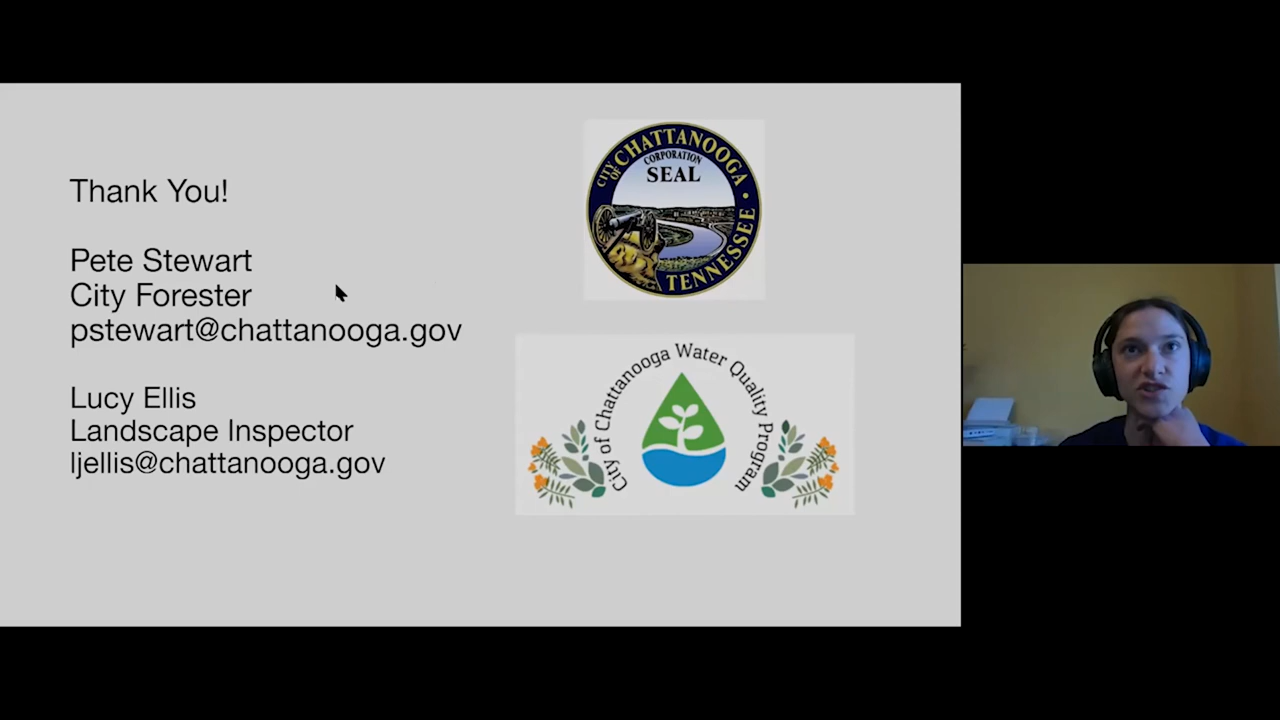 Thank You!
Pete Stewart
City Forester
pstewart@chattanooga.gov
Lucy Ellis
Landscape Inspector
ljellis@chattanooga.gov
CITY OF CHATTANOOGA • TENNESSEE
CORPORATION
SEAL
City of Chattanooga Water Quality Program